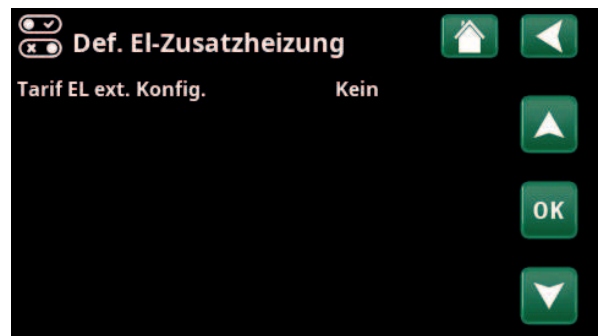 Def. El-Zusatzheizung
Tarif EL ext. Konfig. Kein
OK